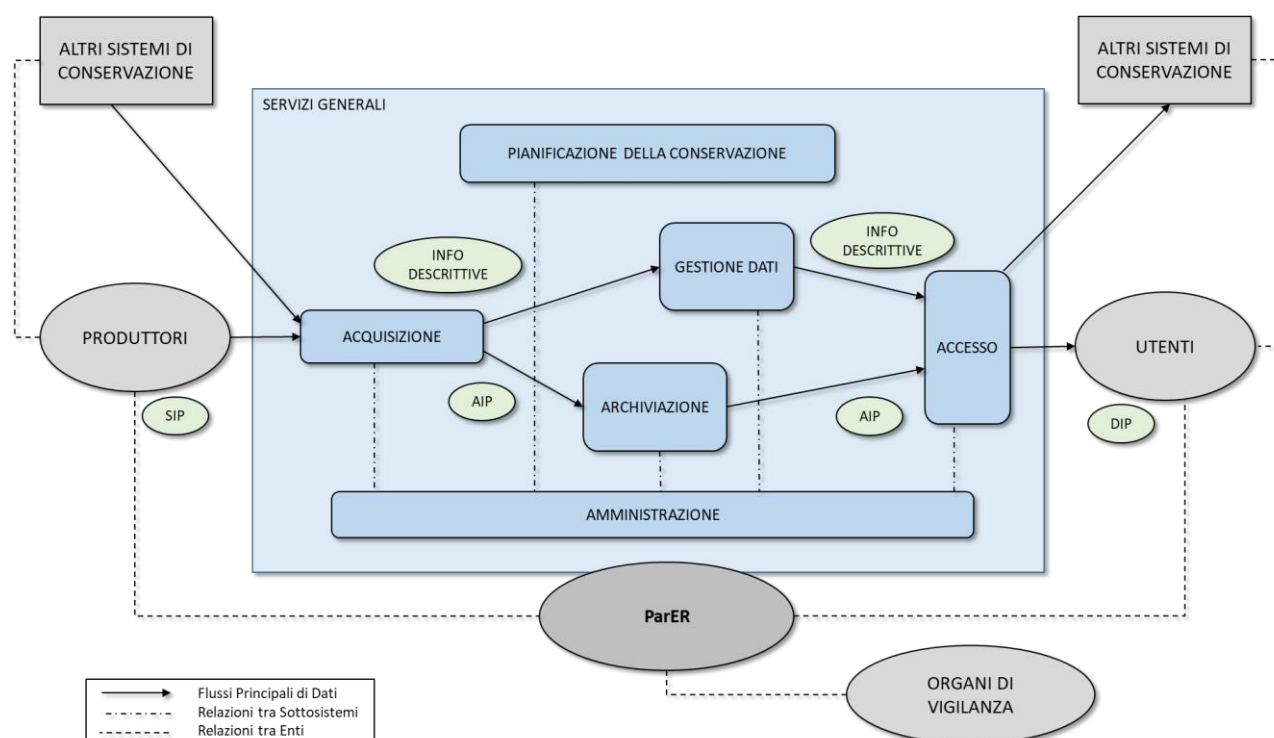 ALTRI SISTEMI DI
CONSERVAZIONE
ALTRI SISTEMI DI
CONSERVAZIONE
SERVIZI GENERALI
PIANIFICAZIONE DELLA CONSERVAZIONE
INFO
DESCRITTIVE
GESTIONE DATI
INFO
DESCRITTIVE
PRODUTTORI
ACQUISIZIONE
ACCESSO
UTENTI
SIP
AIP
ARCHIVIAZIONE
AIP
DIP
AMMINISTRAZIONE
ParER
ORGANI DI
VIGILANZA
Flussi Principali di Dati
Relazioni tra Sottosistemi
Relazioni tra Enti